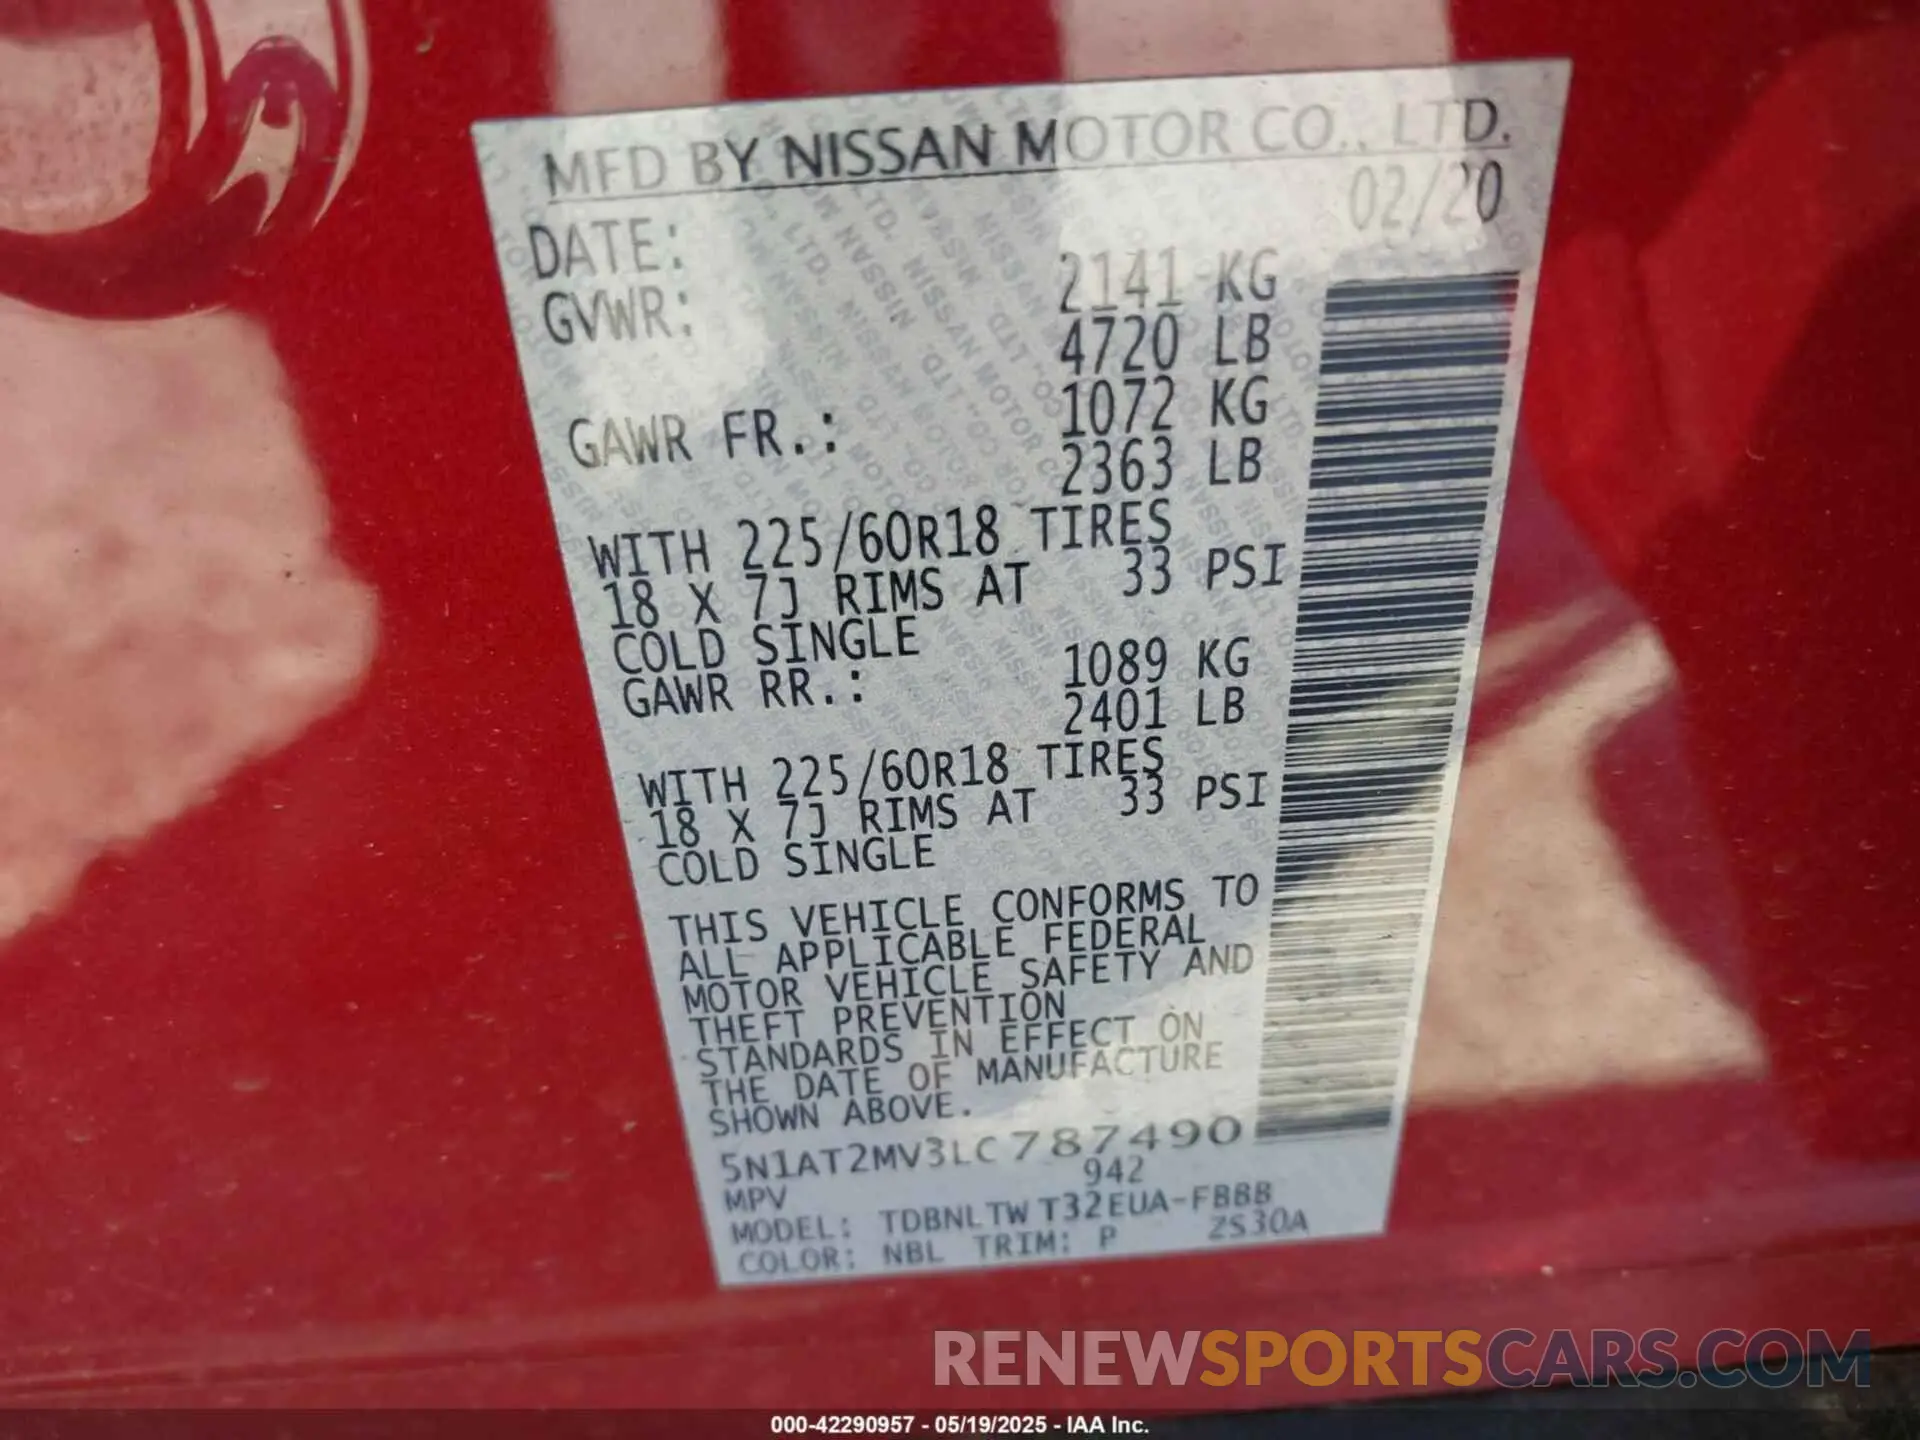 MFD BY NISSAN MOTOR CO., LTD.
DATE: 02/20
GVWR: 2141 KG
4720 LB
GAWR FR.: 1072 KG
2363 LB
WITH 225/60R18 TIRES
18 X 7J RIMS AT 33 PSI
COLD SINGLE
GAWR RR.: 1089 KG
2401 LB
WITH 225/60R18 TIRES
18 X 7J RIMS AT 33 PSI
COLD SINGLE
THIS VEHICLE CONFORMS TO
ALL APPLICABLE FEDERAL
MOTOR VEHICLE SAFETY AND
THEFT PREVENTION
STANDARDS IN EFFECT ON
THE DATE OF MANUFACTURE
SHOWN ABOVE.
5N1AT2MV3LC787490
MPV 942
MODEL: TDBNLTW T32EUA-FBBB
COLOR: NBL TRIM: P ZS30A
RENEWSPORTSCARS.COM
000-42290957 - 05/19/2025 - IAA Inc.